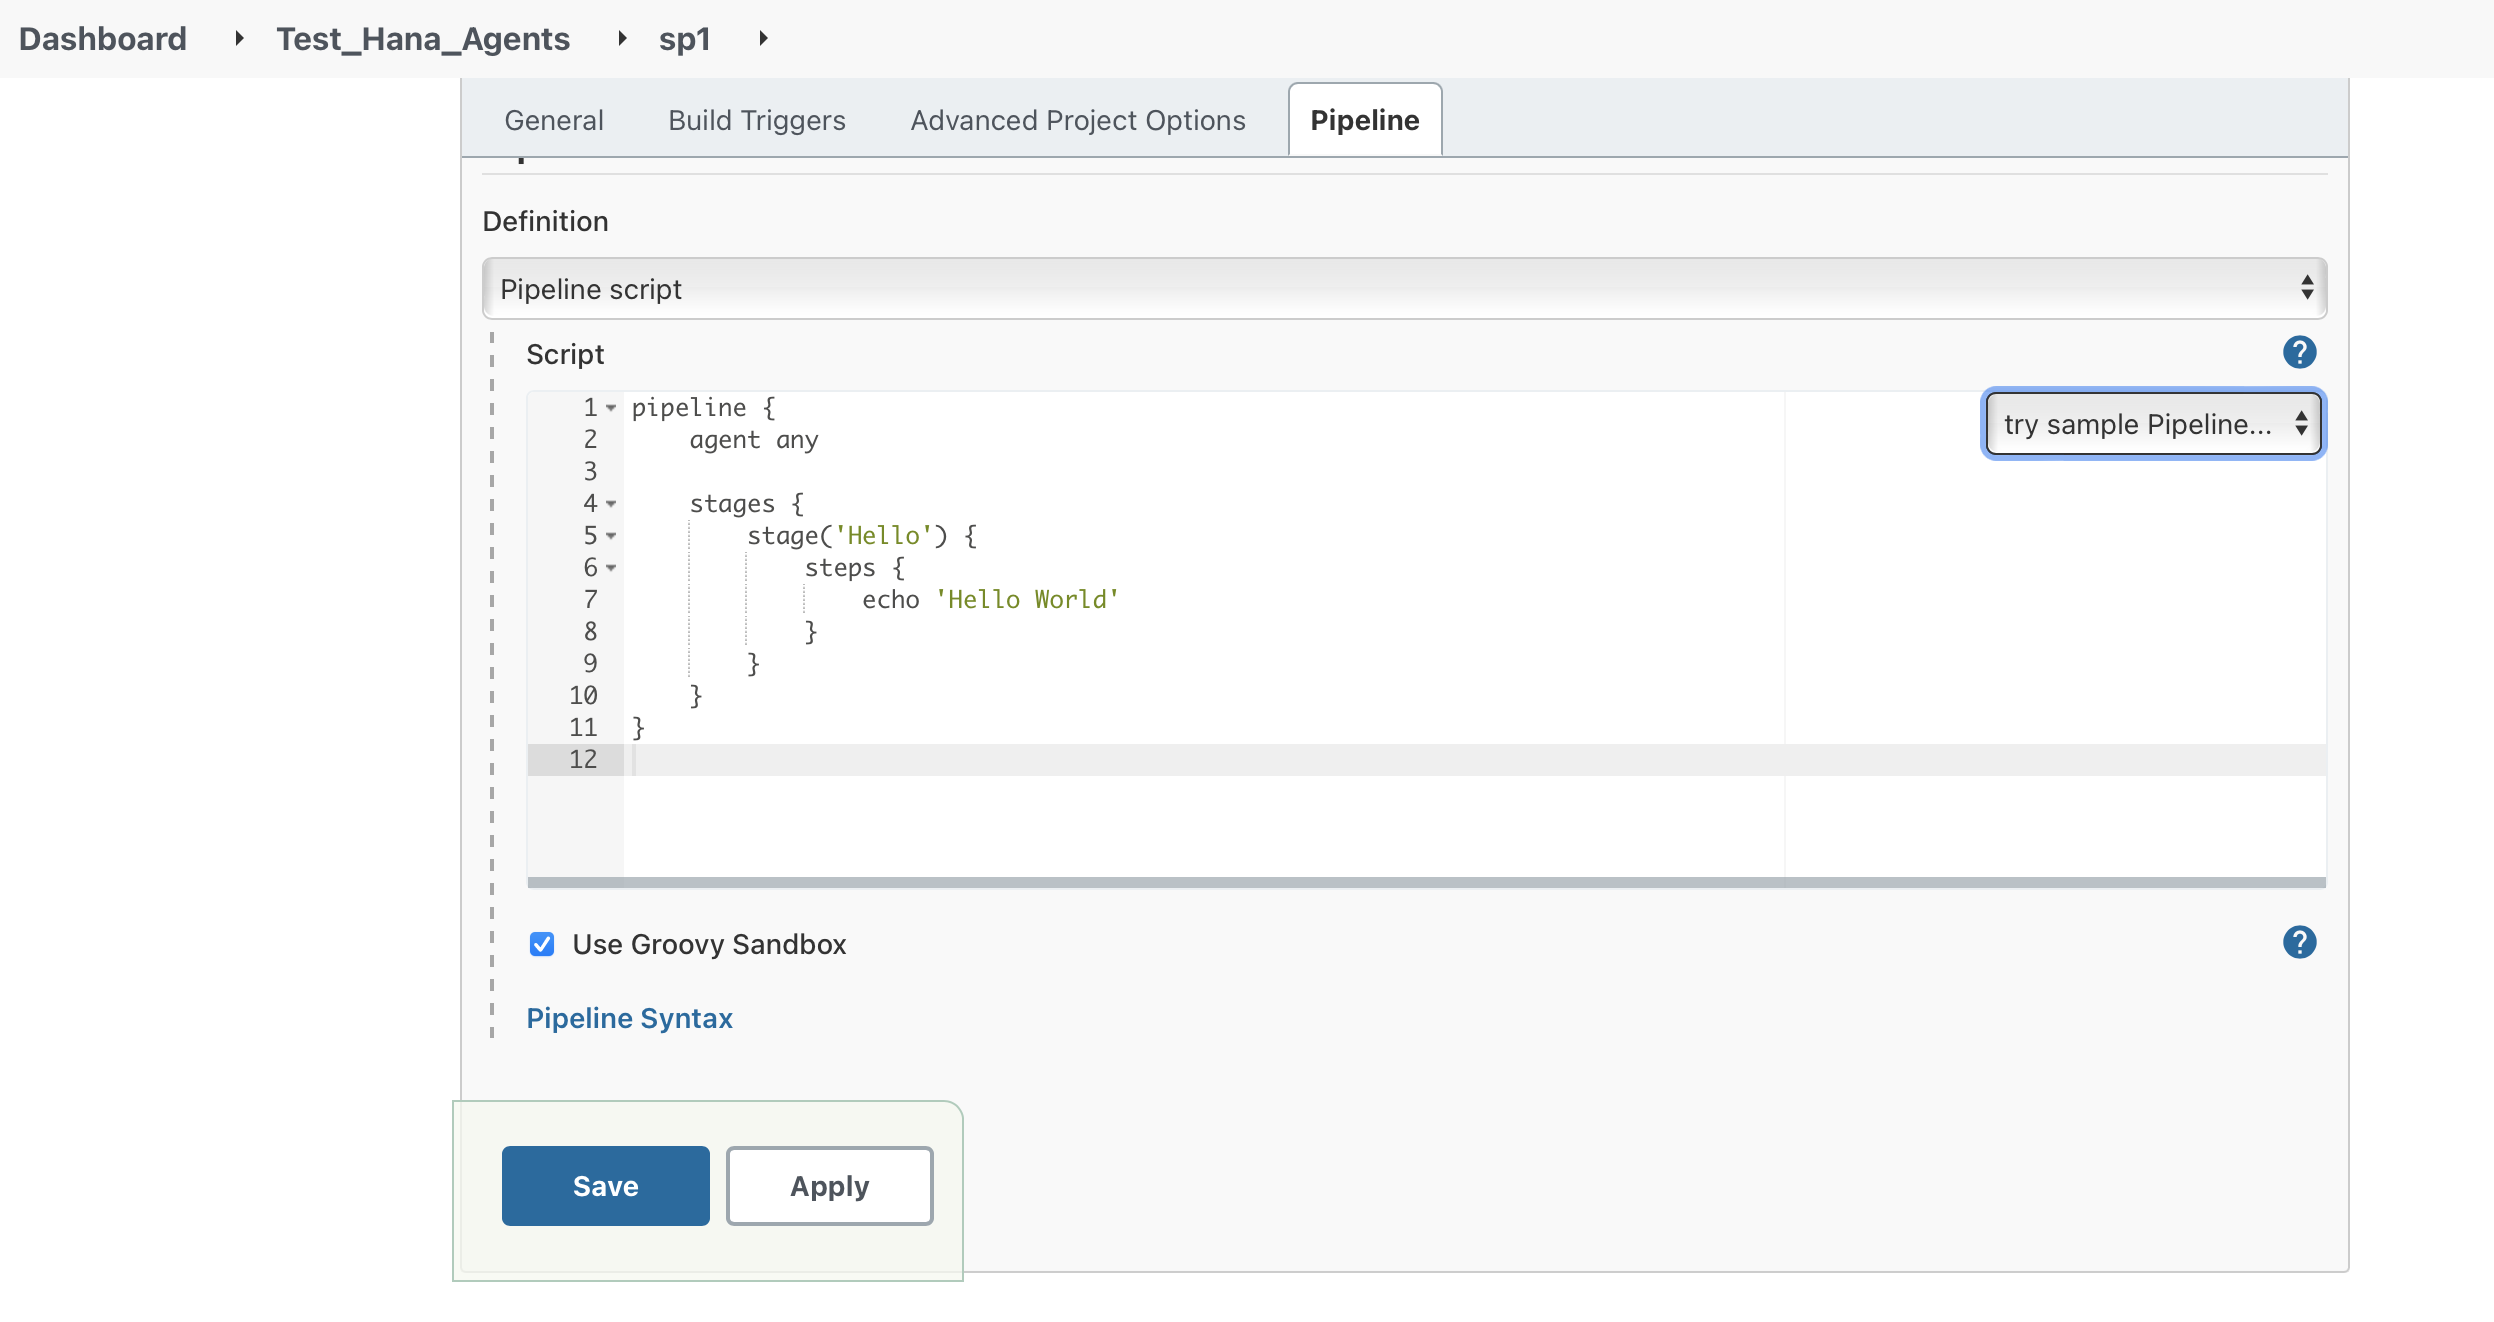 Dashboard Test_Hana_Agents sp1
General Build Triggers Advanced Project Options Pipeline
Definition
Pipeline script
Script
try sample Pipeline...
1 pipeline {
2     agent any
3
4     stages {
5         stage('Hello') {
6             steps {
7                 echo 'Hello World'
8             }
9         }
10     }
11 }
12
Use Groovy Sandbox
Pipeline Syntax
Save Apply